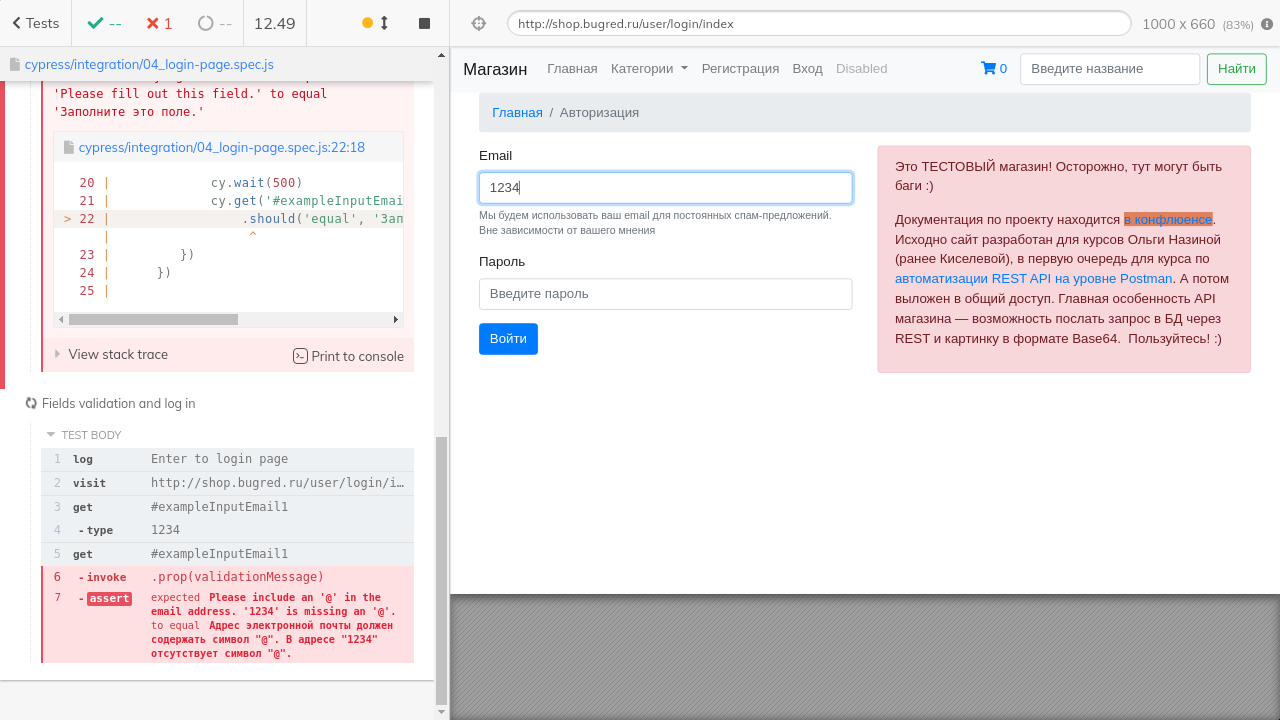 Tests
--
1
--
12.49
http://shop.bugred.ru/user/login/index
1000 x 660 (83%)
cypress/integration/04_login-page.spec.js
'Please fill out this field.' to equal
'Заполните это поле.'
cypress/integration/04_login-page.spec.js:22:18
20 | cy.wait(500)
21 | cy.get('#exampleInputEmai
> 22 | .should('equal', 'Зап
| ^
23 | })
24 | })
25 |
View stack trace
Print to console
Fields validation and log in
TEST BODY
1 log Enter to login page
2 visit http://shop.bugred.ru/user/login/i…
3 get #exampleInputEmail1
4 -type 1234
5 get #exampleInputEmail1
6 -invoke .prop(validationMessage)
7 -assert expected Please include an '@' in the
email address. '1234' is missing an '@'.
to equal Адрес электронной почты должен
содержать символ "@". В адресе "1234"
отсутствует символ "@".
Магазин
Главная
Категории
Регистрация
Вход
Disabled
0
Введите название
Найти
Главная / Авторизация
Email
1234
Мы будем использовать ваш email для постоянных спам-предложений.
Вне зависимости от вашего мнения
Пароль
Введите пароль
Войти
Это ТЕСТОВЫЙ магазин! Осторожно, тут могут быть
баги :)
Документация по проекту находится в конфлюенсе.
Исходно сайт разработан для курсов Ольги Назиной
(ранее Киселевой), в первую очередь для курса по
автоматизации REST API на уровне Postman. А потом
выложен в общий доступ. Главная особенность API
магазина — возможность послать запрос в БД через
REST и картинку в формате Base64. Пользуйтесь! :)